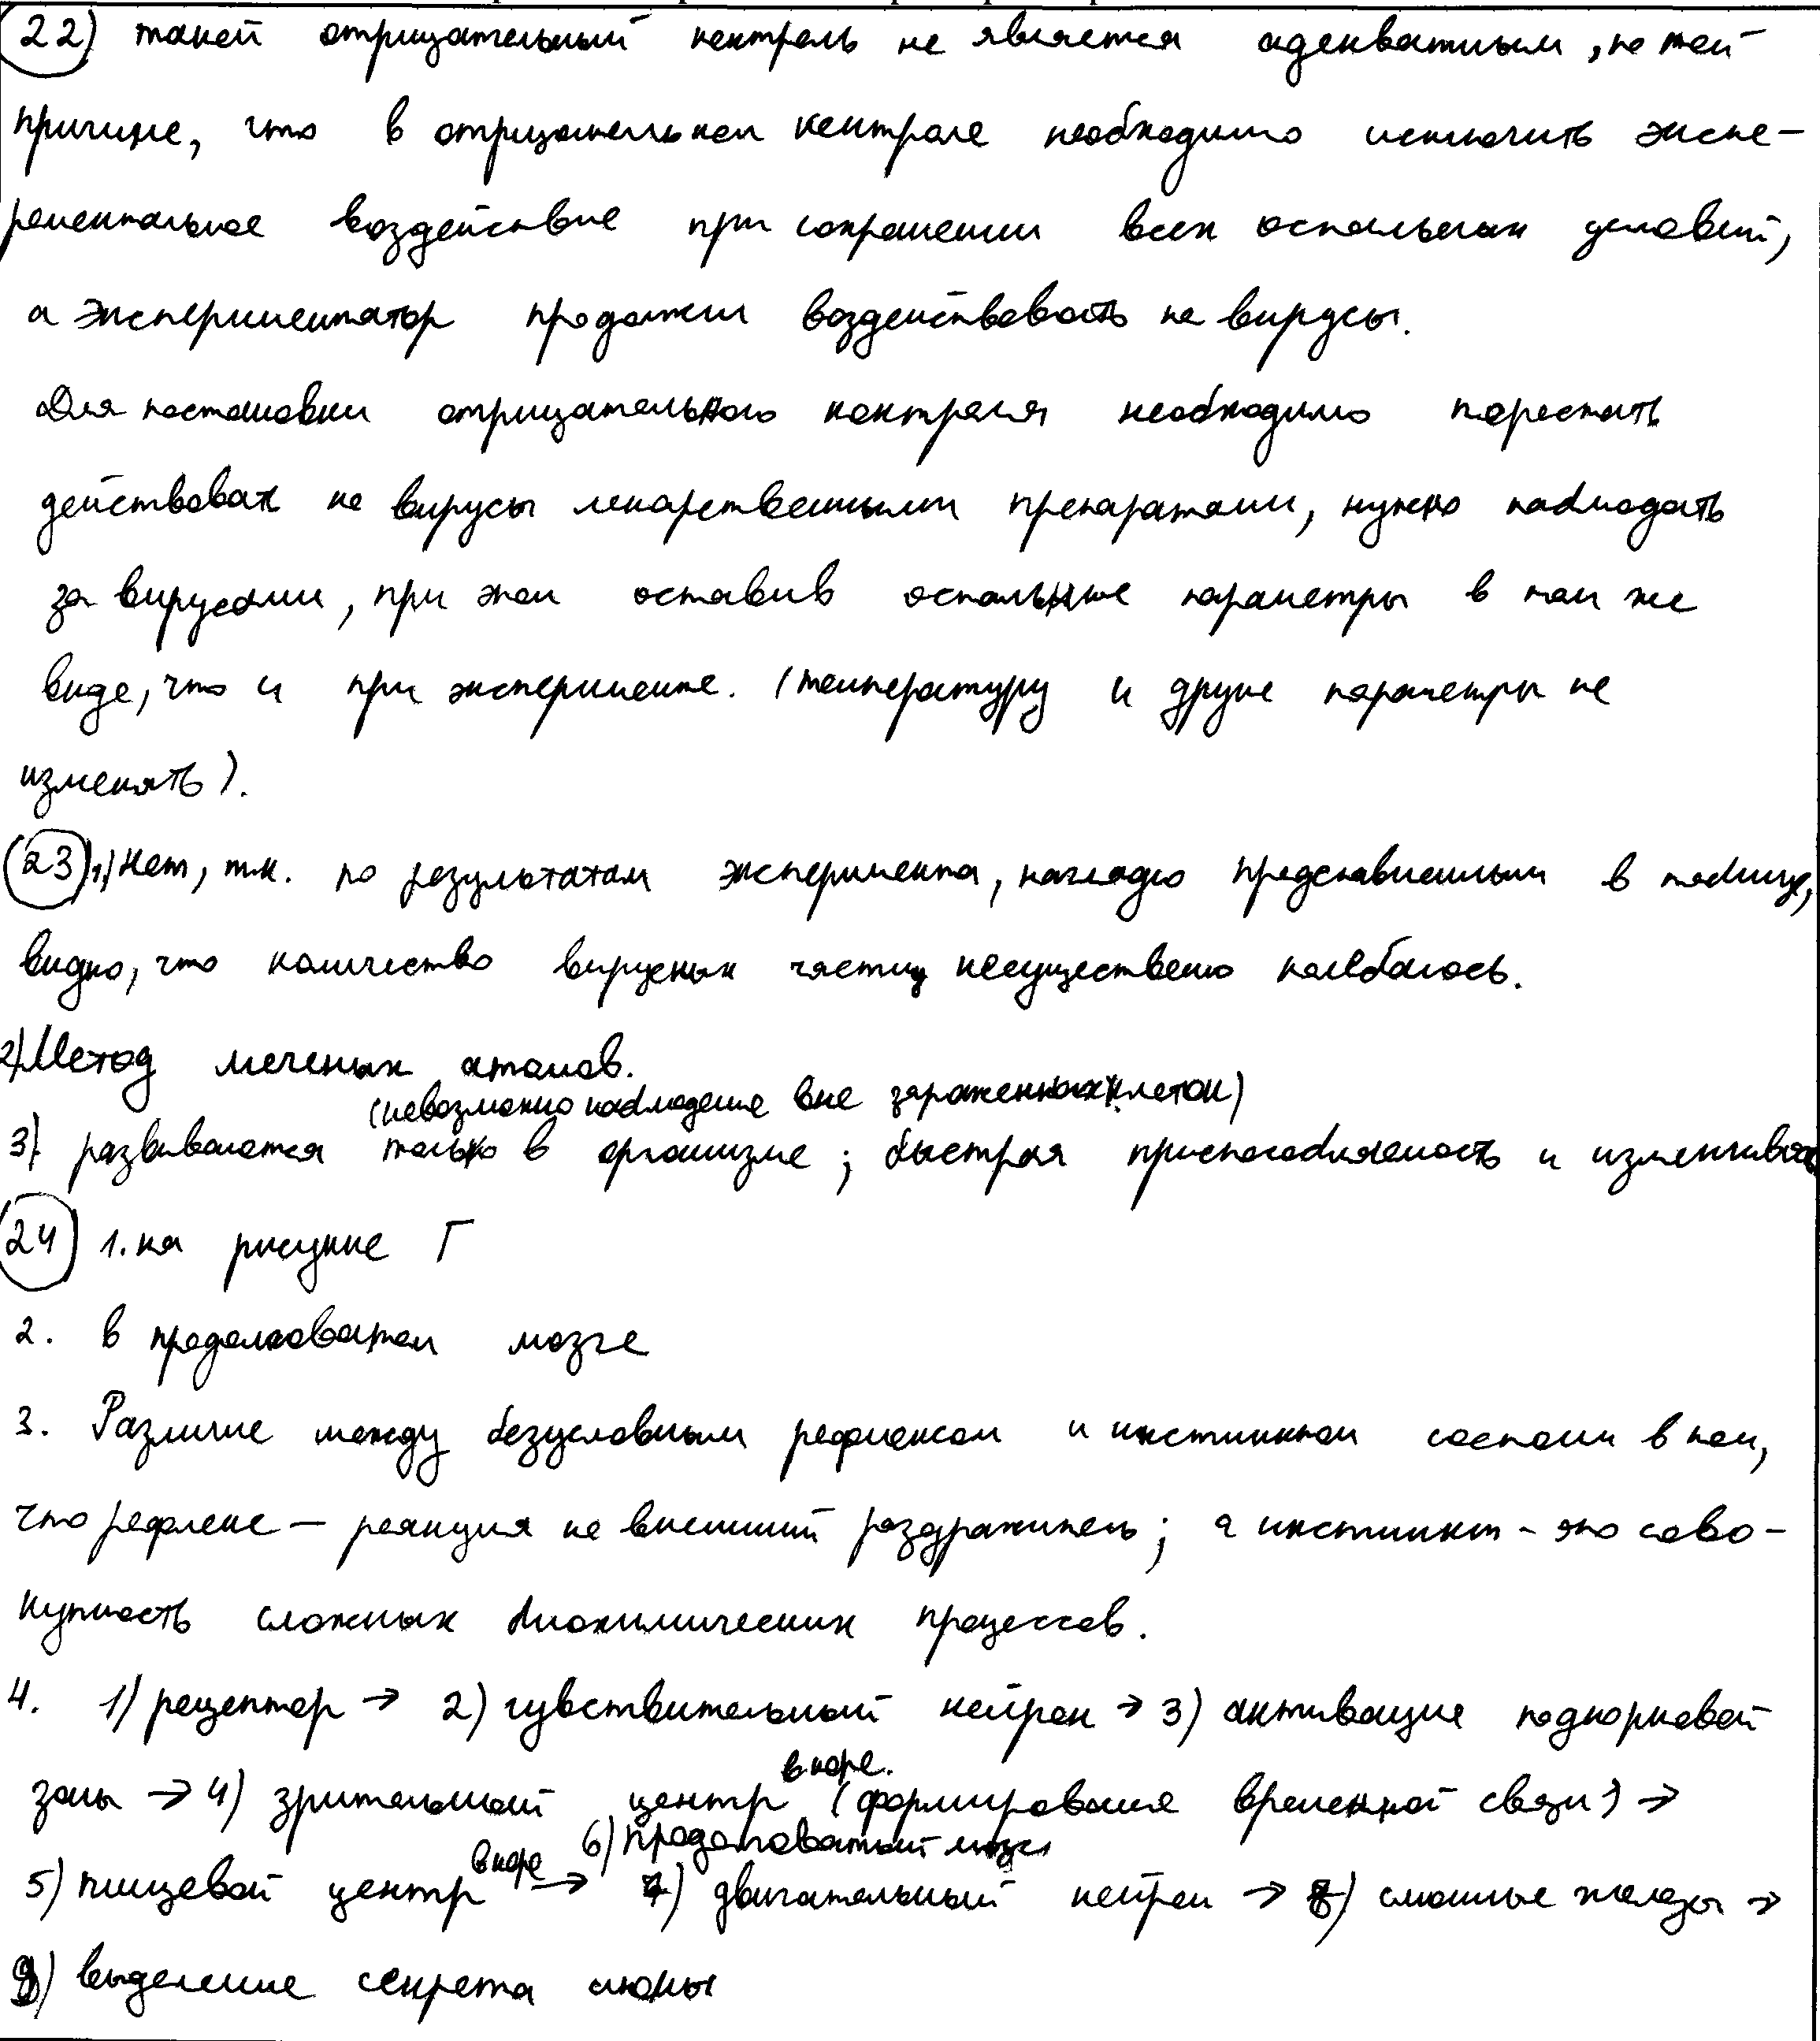 22) такой отрицательный контроль не является адекватным, по той
причине, что в отрицательном контроле необходимо исключить экспе-
рементальное воздействие при сохранении всех остальных условий,
а экспериментатор продолжил воздействовать на вирусы.
Для постановки отрицательного контроля необходимо перестать
действовать на вирусы лекарственными препаратами, нужно наблюдать
за вирусами, при этом оставив остальные параметры в том же
виде, что и при эксперименте. (температуру и другие параметры не
изменять).
23) 1) Нет, т.к. по результатам эксперимента, наглядно представленным в таблице,
видно, что количество вирусных частиц несущественно колебалось.
2) Метод меченых атомов.
(невозможно наблюдение вне зараженных клеток)
3) развиваются только в организме; быстрая приспособляемость и изменчивость
24) 1. на рисунке Г
2. в продолговатом мозге
3. Различие между безусловным рефлексом и инстинктом состоит в том,
что рефлекс — реакция на внешний раздражитель; а инстинкт - это сово-
купность сложных биохимических процессов.
4. 1) рецептор → 2) чувствительный нейрон → 3) активация подкорковой
зоны → 4) зрительный центр в коре. (формирование временной связи) →
5) пищевой центр в коре → 6) продолговатый мозг 7) двигательный нейрон → 8) слюнные железы →
9) выделение секрета слюны